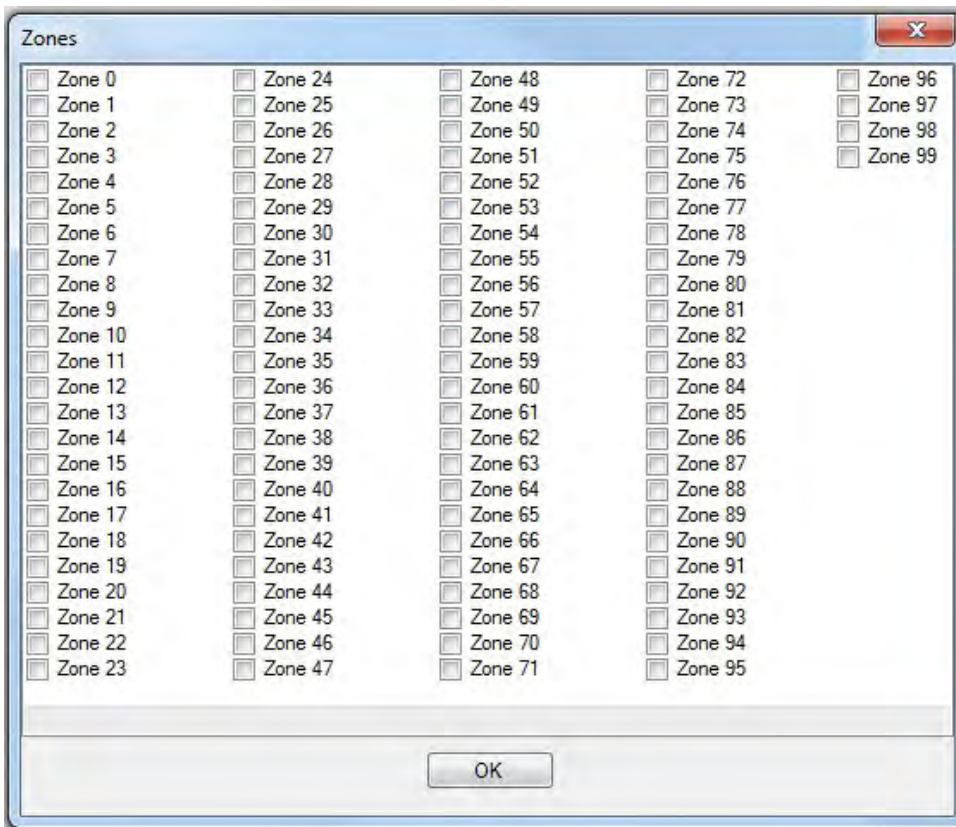 Zones
Zone 0
Zone 1
Zone 2
Zone 3
Zone 4
Zone 5
Zone 6
Zone 7
Zone 8
Zone 9
Zone 10
Zone 11
Zone 12
Zone 13
Zone 14
Zone 15
Zone 16
Zone 17
Zone 18
Zone 19
Zone 20
Zone 21
Zone 22
Zone 23
Zone 24
Zone 25
Zone 26
Zone 27
Zone 28
Zone 29
Zone 30
Zone 31
Zone 32
Zone 33
Zone 34
Zone 35
Zone 36
Zone 37
Zone 38
Zone 39
Zone 40
Zone 41
Zone 42
Zone 43
Zone 44
Zone 45
Zone 46
Zone 47
Zone 48
Zone 49
Zone 50
Zone 51
Zone 52
Zone 53
Zone 54
Zone 55
Zone 56
Zone 57
Zone 58
Zone 59
Zone 60
Zone 61
Zone 62
Zone 63
Zone 64
Zone 65
Zone 66
Zone 67
Zone 68
Zone 69
Zone 70
Zone 71
Zone 72
Zone 73
Zone 74
Zone 75
Zone 76
Zone 77
Zone 78
Zone 79
Zone 80
Zone 81
Zone 82
Zone 83
Zone 84
Zone 85
Zone 86
Zone 87
Zone 88
Zone 89
Zone 90
Zone 91
Zone 92
Zone 93
Zone 94
Zone 95
Zone 96
Zone 97
Zone 98
Zone 99
OK